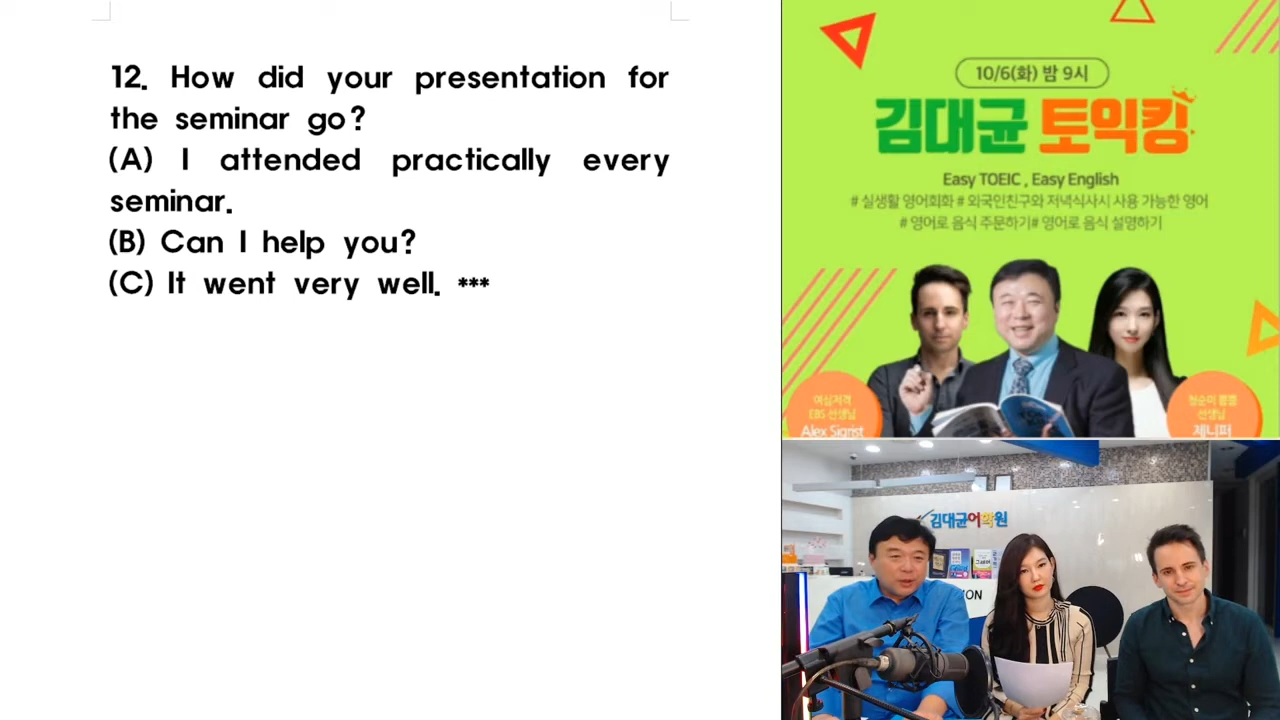 12. How did your presentation for
the seminar go?
(A) I attended practically every
seminar.
(B) Can I help you?
(C) It went very well. ***
10/6(화) 밤 9시
김대균 토익킹
Easy TOEIC , Easy English
# 실생활 영어회화 # 외국인친구와 저녁식사시 사용 가능한 영어
# 영어로 음식 주문하기# 영어로 음식 설명하기
EBS 선생님
Alex Sigrist
선생님
제니퍼
김대균어학원